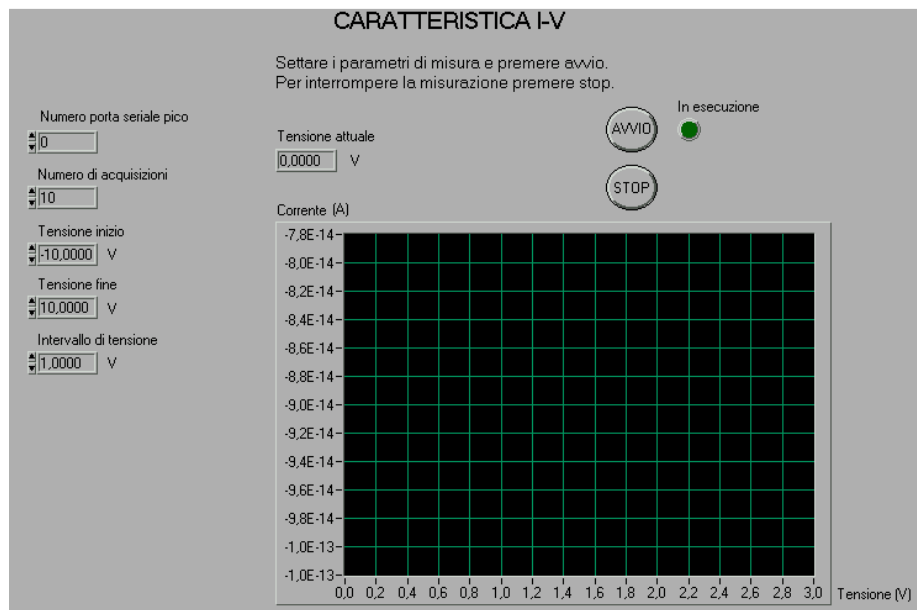 CARATTERISTICA I-V
Settare i parametri di misura e premere avvio.
Per interrompere la misurazione premere stop.
Numero porta seriale pico
0
Numero di acquisizioni
10
Tensione inizio
-10,0000 V
Tensione fine
10,0000 V
Intervallo di tensione
1,0000 V
Tensione attuale
0,0000 V
AVVIO
In esecuzione
STOP
Corrente (A)
-7,8E-14
-8,0E-14
-8,2E-14
-8,4E-14
-8,6E-14
-8,8E-14
-9,0E-14
-9,2E-14
-9,4E-14
-9,6E-14
-9,8E-14
-1,0E-13
-1,0E-13
0,0 0,2 0,4 0,6 0,8 1,0 1,2 1,4 1,6 1,8 2,0 2,2 2,4 2,6 2,8 3,0 Tensione (V)